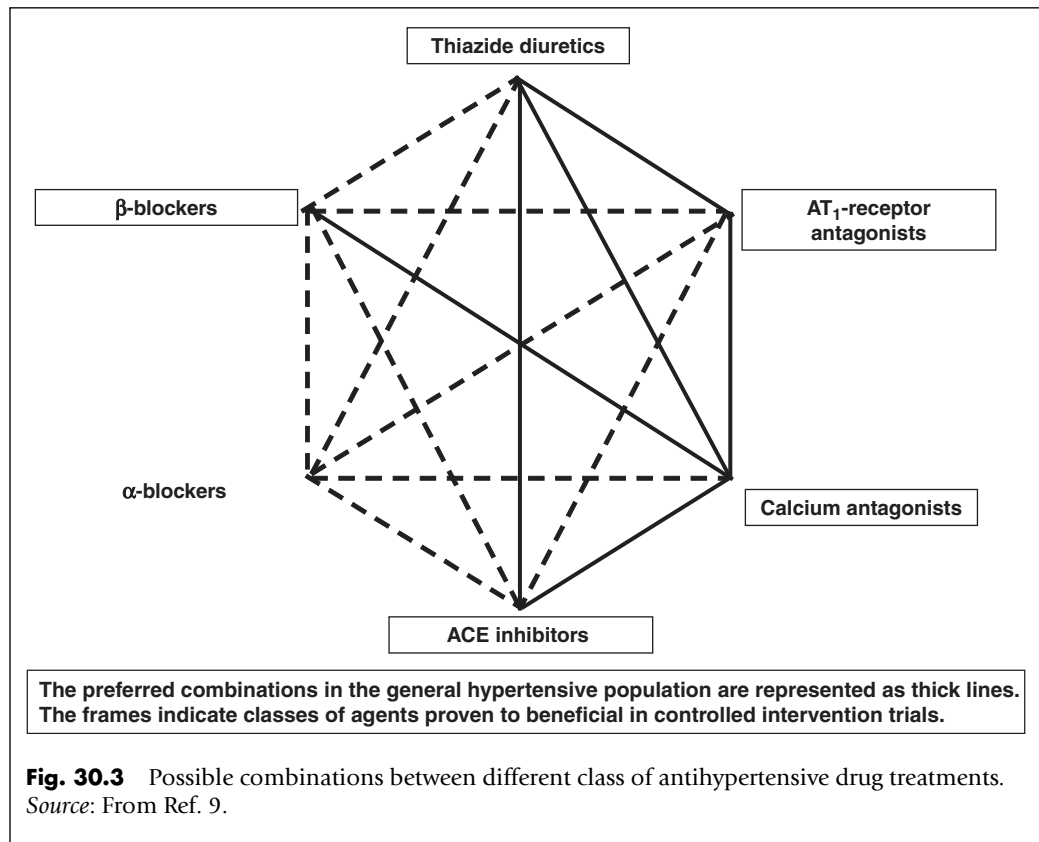 Thiazide diuretics
β-blockers
AT₁-receptor
antagonists
α-blockers
Calcium antagonists
ACE inhibitors
The preferred combinations in the general hypertensive population are represented as thick lines.
The frames indicate classes of agents proven to beneficial in controlled intervention trials.
Fig. 30.3 Possible combinations between different class of antihypertensive drug treatments.
Source: From Ref. 9.